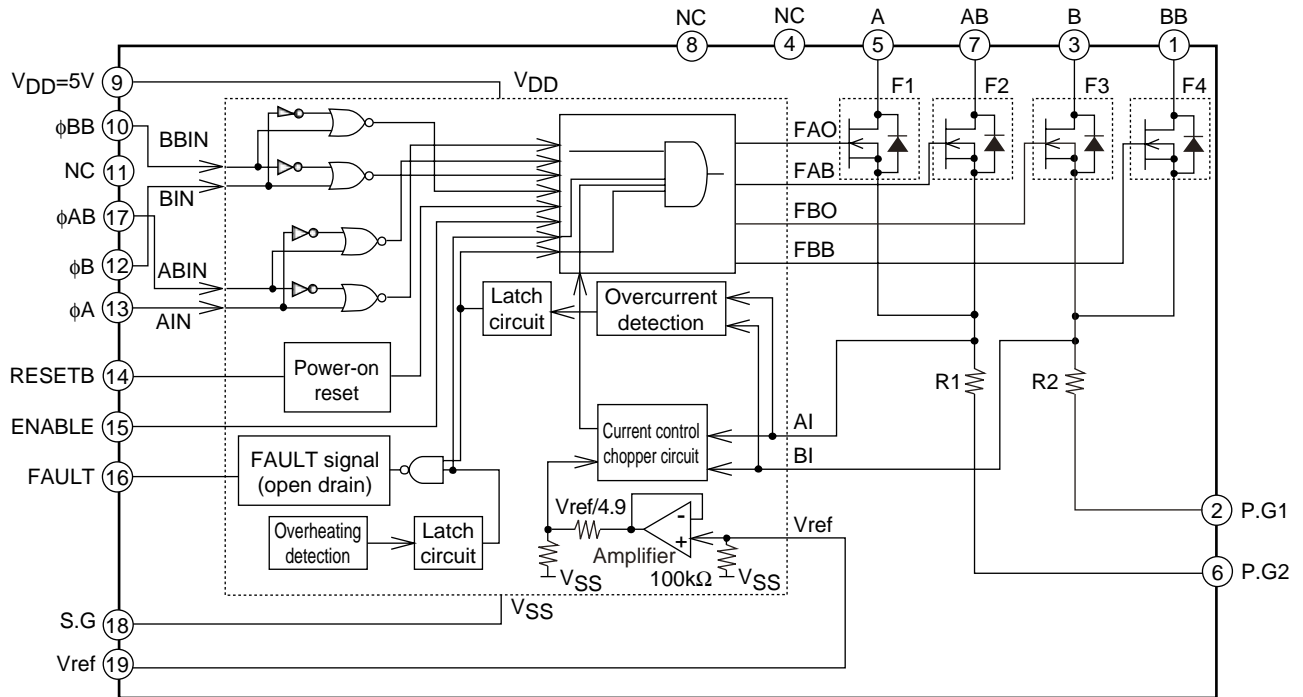 NC
NC
A
AB
B
BB
8
4
5
7
3
1
VDD=5V
9
VDD
F1
F2
F3
F4
ϕBB
10
BBIN
FAO
NC
11
BIN
FAB
ϕAB
17
FBO
ϕB
12
ABIN
FBB
ϕA
13
AIN
Latch
circuit
Overcurrent
detection
RESETB
14
Power-on
reset
R1
R2
ENABLE
15
Current control
chopper circuit
AI
BI
FAULT
16
FAULT signal
(open drain)
Vref/4.9
-
+
Vref
2
P.G1
Overheating
detection
Latch
circuit
Amplifier
VSS
100kΩ
VSS
6
P.G2
VSS
S.G
18
Vref
19